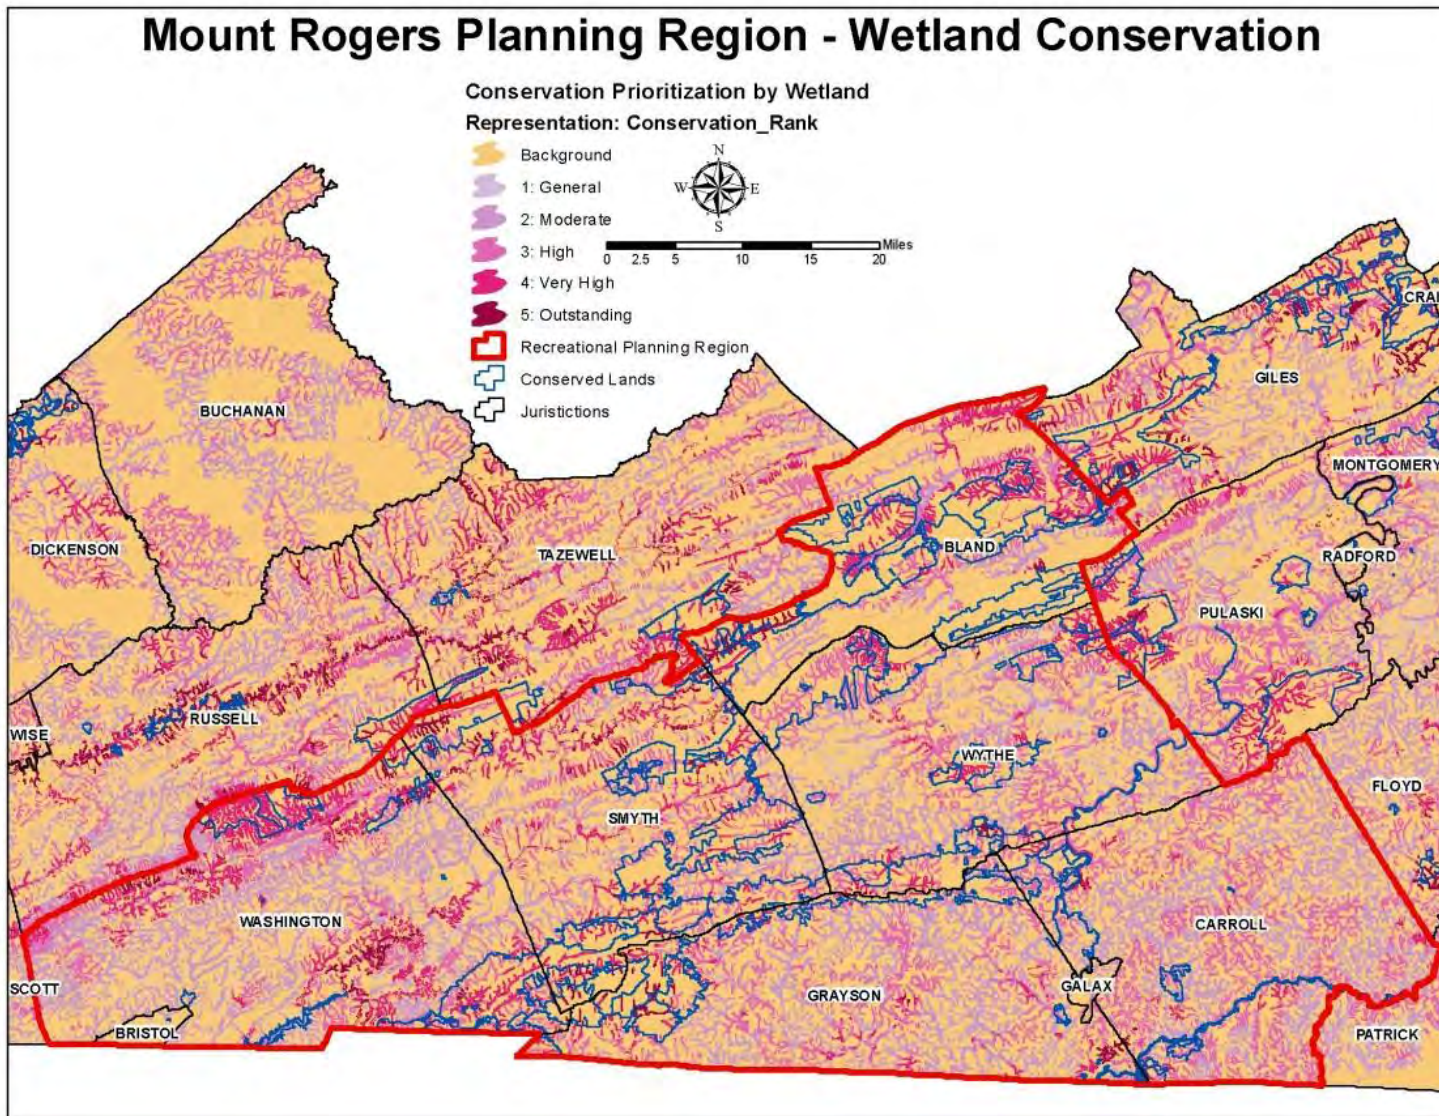 Mount Rogers Planning Region - Wetland Conservation
Conservation Prioritization by Wetland
Representation: Conservation_Rank
Background
1: General
2: Moderate
3: High
4: Very High
5: Outstanding
Recreational Planning Region
Conserved Lands
Juristictions
N
W
E
S
Miles
0 2.5 5 10 15 20
CRAI
GILES
BUCHANAN
MONTGOMERY
DICKENSON
TAZEWELL
BLAND
RADFORD
PULASKI
RUSSELL
WISE
WYTHE
FLOYD
SMYTH
WASHINGTON
CARROLL
SCOTT
GRAYSON
GALAX
BRISTOL
PATRICK